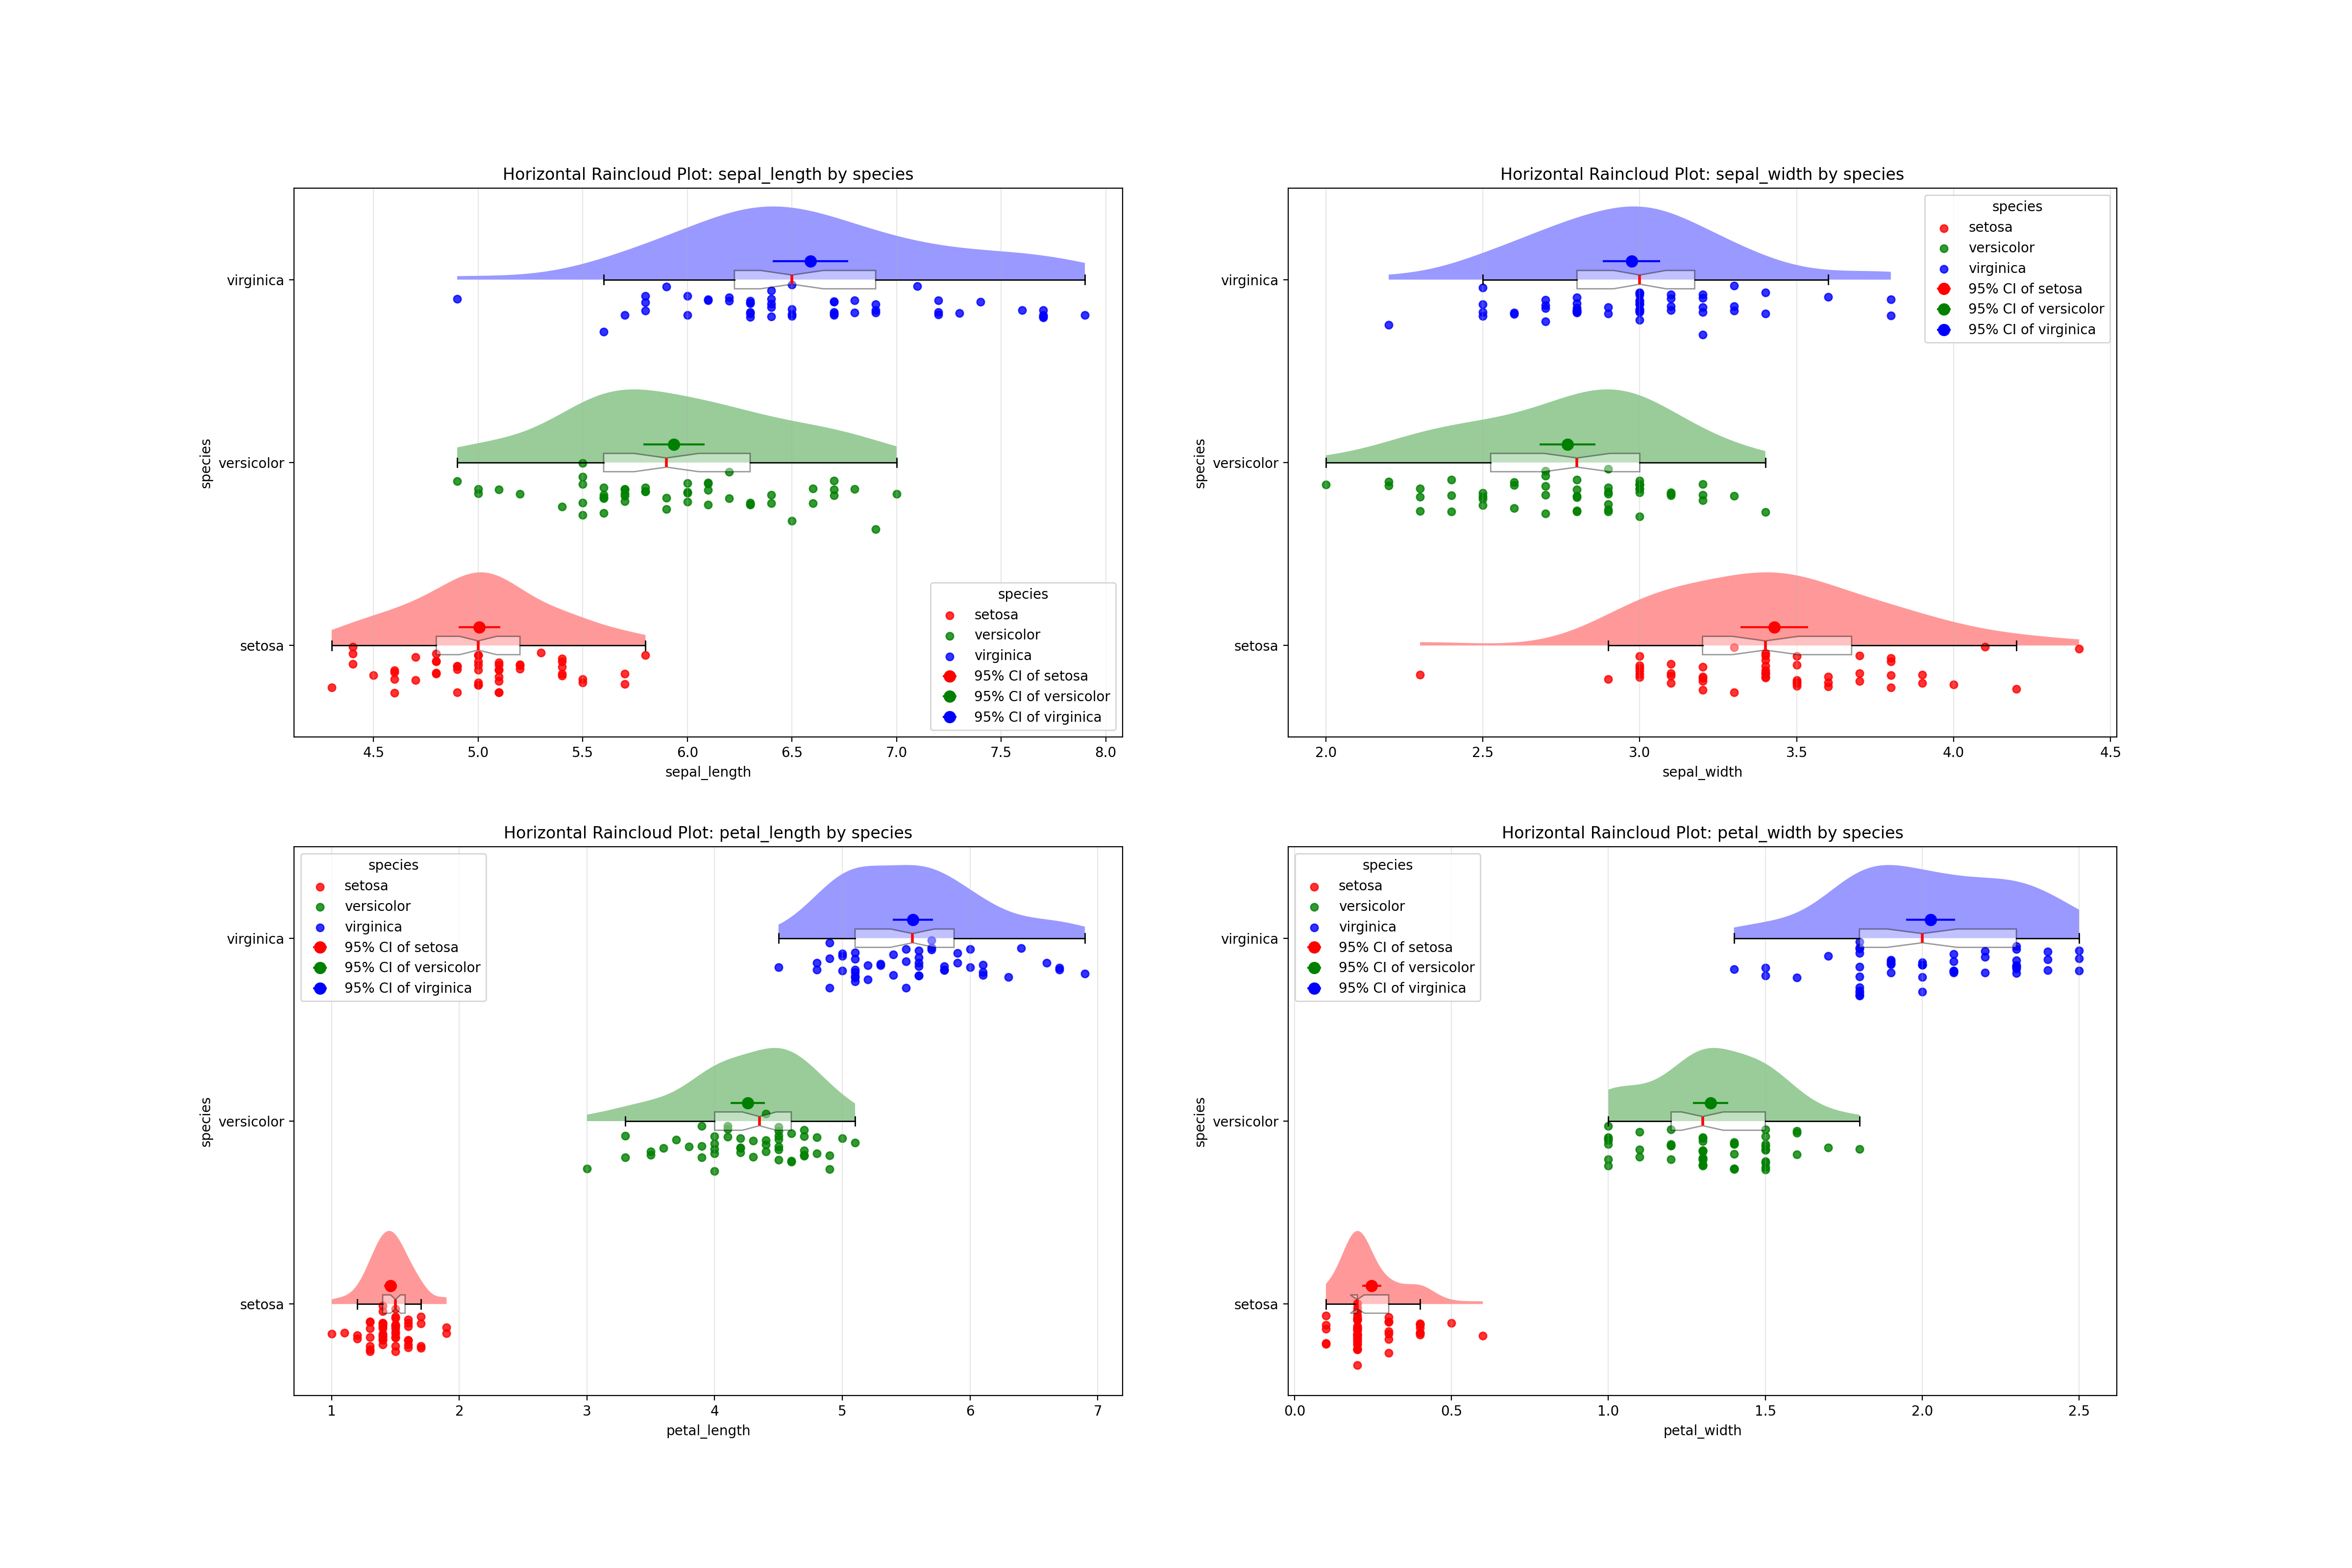 Horizontal Raincloud Plot: sepal_length by species
virginica
versicolor
setosa
species
4.5 5.0 5.5 6.0 6.5 7.0 7.5 8.0
sepal_length
species
setosa
versicolor
virginica
95% CI of setosa
95% CI of versicolor
95% CI of virginica
Horizontal Raincloud Plot: sepal_width by species
virginica
versicolor
setosa
species
2.0 2.5 3.0 3.5 4.0 4.5
sepal_width
species
setosa
versicolor
virginica
95% CI of setosa
95% CI of versicolor
95% CI of virginica
Horizontal Raincloud Plot: petal_length by species
virginica
versicolor
setosa
species
1 2 3 4 5 6 7
petal_length
species
setosa
versicolor
virginica
95% CI of setosa
95% CI of versicolor
95% CI of virginica
Horizontal Raincloud Plot: petal_width by species
virginica
versicolor
setosa
species
0.0 0.5 1.0 1.5 2.0 2.5
petal_width
species
setosa
versicolor
virginica
95% CI of setosa
95% CI of versicolor
95% CI of virginica